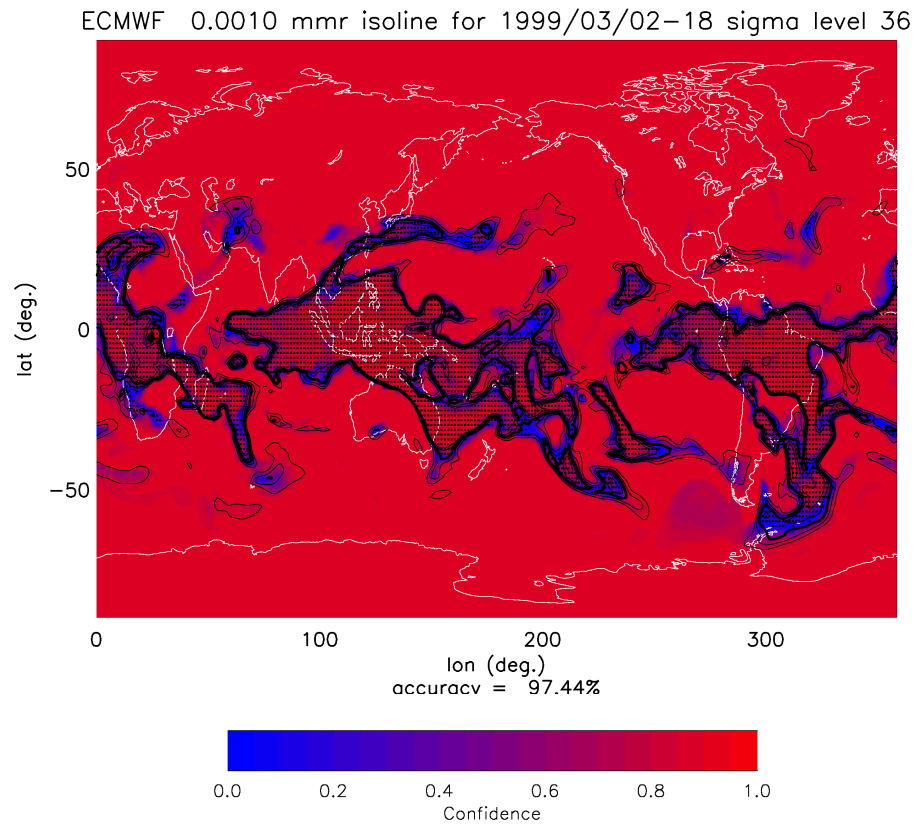 ECMWF 0.0010 mmr isoline for 1999/03/02-18 sigma level 36
lat (deg.)
50
0
−50
0 100 200 300
lon (deg.)
accuracy = 97.44%
0.0 0.2 0.4 0.6 0.8 1.0
Confidence